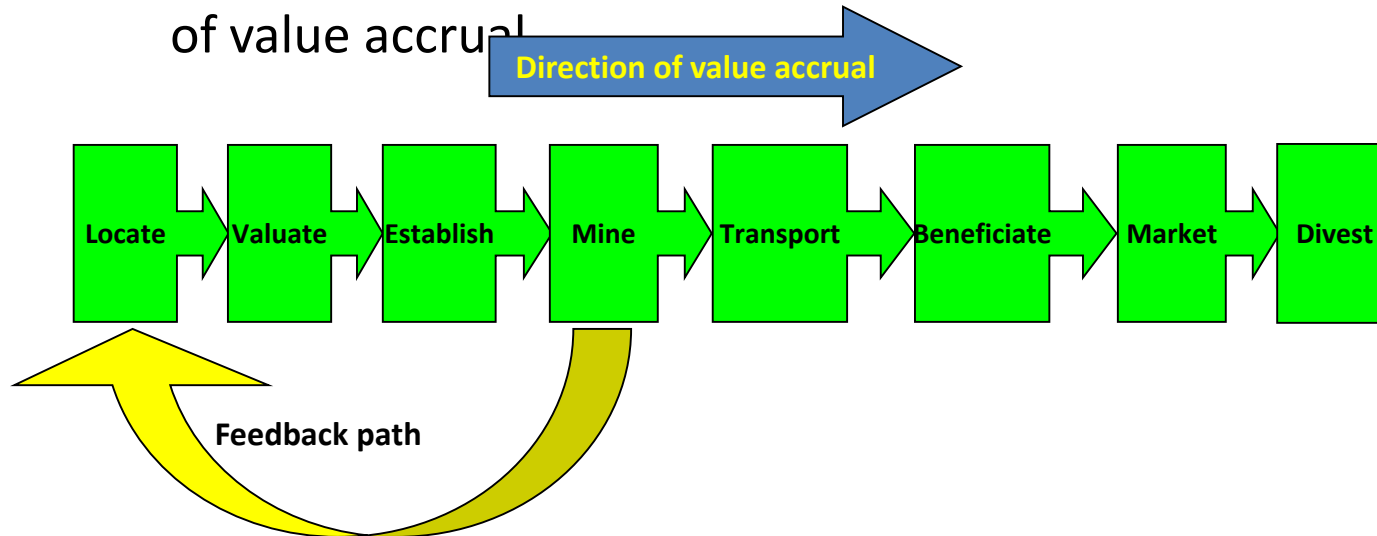 of value accrual
Direction of value accrual
Locate
Valuate
Establish
Mine
Transport
Beneficiate
Market
Divest
Feedback path